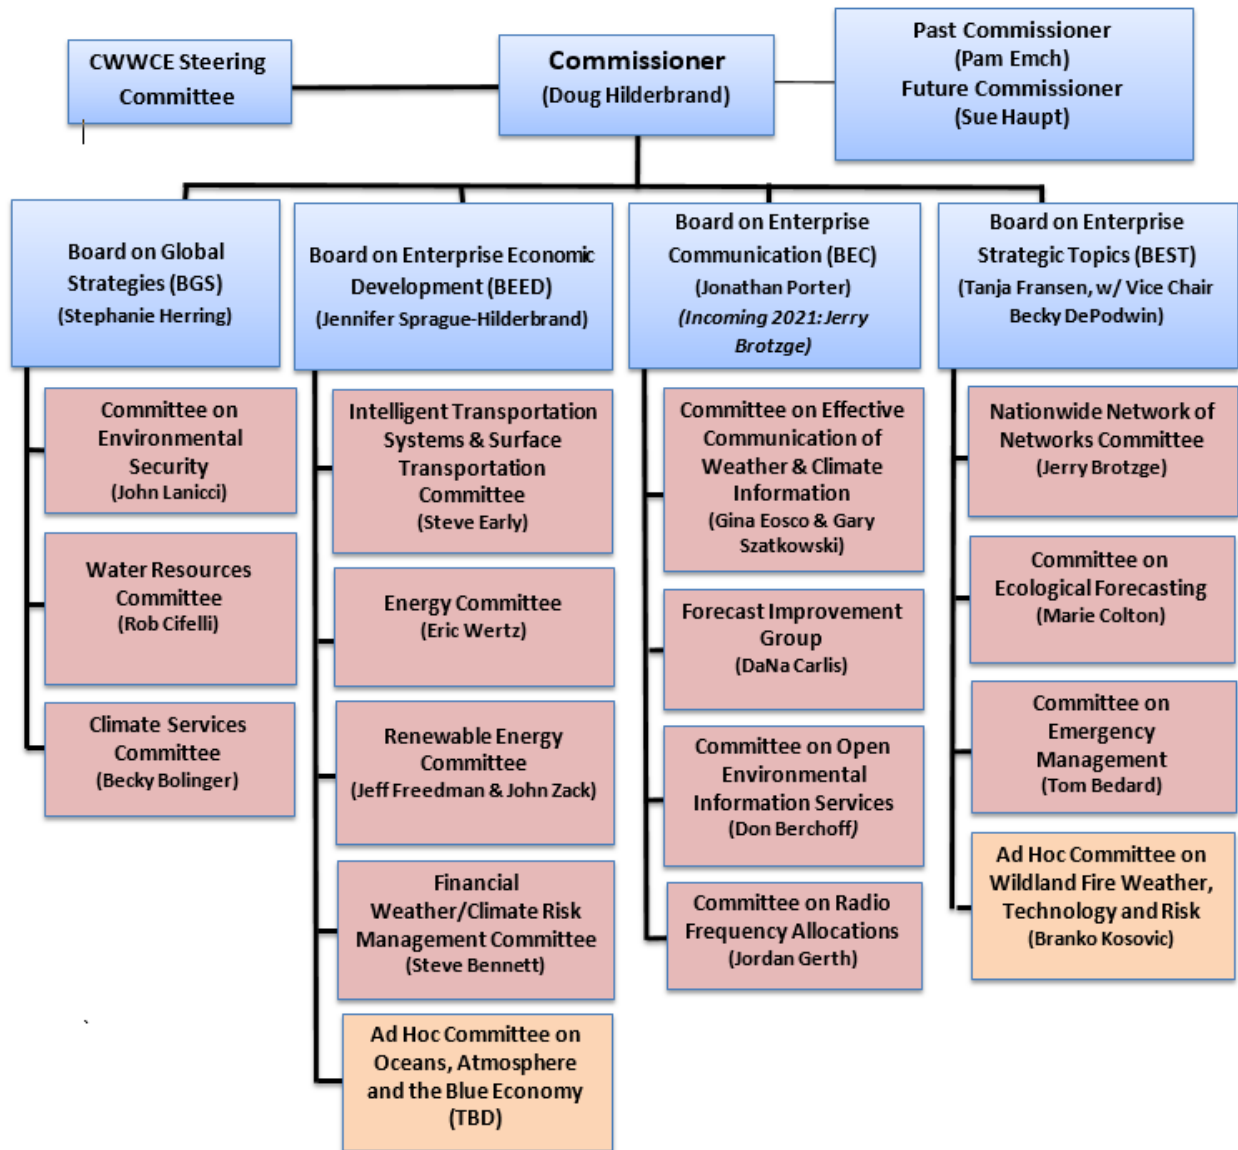 CWWCE Steering
Committee
Commissioner
(Doug Hilderbrand)
Past Commissioner
(Pam Emch)
Future Commissioner
(Sue Haupt)
Board on Global
Strategies (BGS)
(Stephanie Herring)
Board on Enterprise Economic
Development (BEED)
(Jennifer Sprague-Hilderbrand)
Board on Enterprise
Communication (BEC)
(Jonathan Porter)
(Incoming 2021: Jerry
Brotzge)
Board on Enterprise
Strategic Topics (BEST)
(Tanja Fransen, w/ Vice Chair
Becky DePodwin)
Committee on
Environmental
Security
(John Lanicci)
Water Resources
Committee
(Rob Cifelli)
Climate Services
Committee
(Becky Bolinger)
Intelligent Transportation
Systems & Surface
Transportation
Committee
(Steve Early)
Energy Committee
(Eric Wertz)
Renewable Energy
Committee
(Jeff Freedman & John Zack)
Financial
Weather/Climate Risk
Management Committee
(Steve Bennett)
Ad Hoc Committee on
Oceans, Atmosphere
and the Blue Economy
(TBD)
Committee on Effective
Communication of
Weather & Climate
Information
(Gina Eosco & Gary
Szatkowski)
Forecast Improvement
Group
(DaNa Carlis)
Committee on Open
Environmental
Information Services
(Don Berchoff)
Committee on Radio
Frequency Allocations
(Jordan Gerth)
Nationwide Network of
Networks Committee
(Jerry Brotzge)
Committee on
Ecological Forecasting
(Marie Colton)
Committee on
Emergency
Management
(Tom Bedard)
Ad Hoc Committee on
Wildland Fire Weather,
Technology and Risk
(Branko Kosovic)